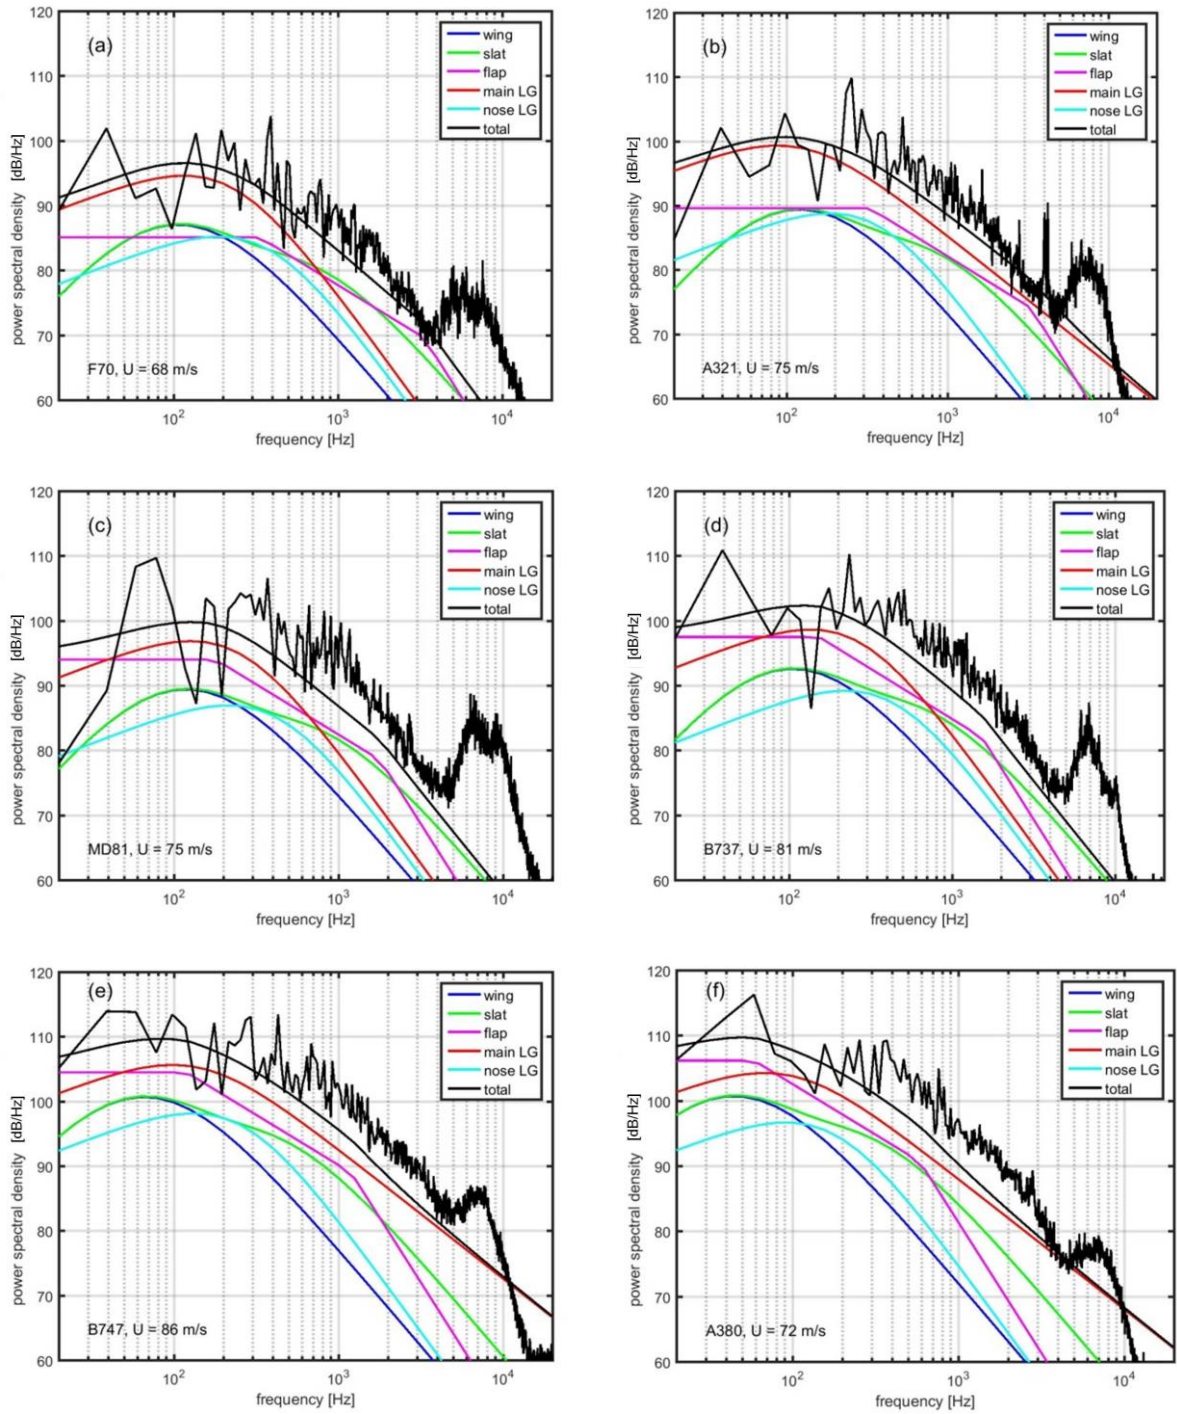 (a)
120
110
100
90
80
70
60
power spectral density [dB/Hz]
wing
slat
flap
main LG
nose LG
total
F70, U = 68 m/s
10^2
10^3
10^4
frequency [Hz]
(b)
120
110
100
90
80
70
60
power spectral density [dB/Hz]
wing
slat
flap
main LG
nose LG
total
A321, U = 75 m/s
10^2
10^3
10^4
frequency [Hz]
(c)
120
110
100
90
80
70
60
power spectral density [dB/Hz]
wing
slat
flap
main LG
nose LG
total
MD81, U = 75 m/s
10^2
10^3
10^4
frequency [Hz]
(d)
120
110
100
90
80
70
60
power spectral density [dB/Hz]
wing
slat
flap
main LG
nose LG
total
B737, U = 81 m/s
10^2
10^3
10^4
frequency [Hz]
(e)
120
110
100
90
80
70
60
power spectral density [dB/Hz]
wing
slat
flap
main LG
nose LG
total
B747, U = 86 m/s
10^2
10^3
10^4
frequency [Hz]
(f)
120
110
100
90
80
70
60
power spectral density [dB/Hz]
wing
slat
flap
main LG
nose LG
total
A380, U = 72 m/s
10^2
10^3
10^4
frequency [Hz]